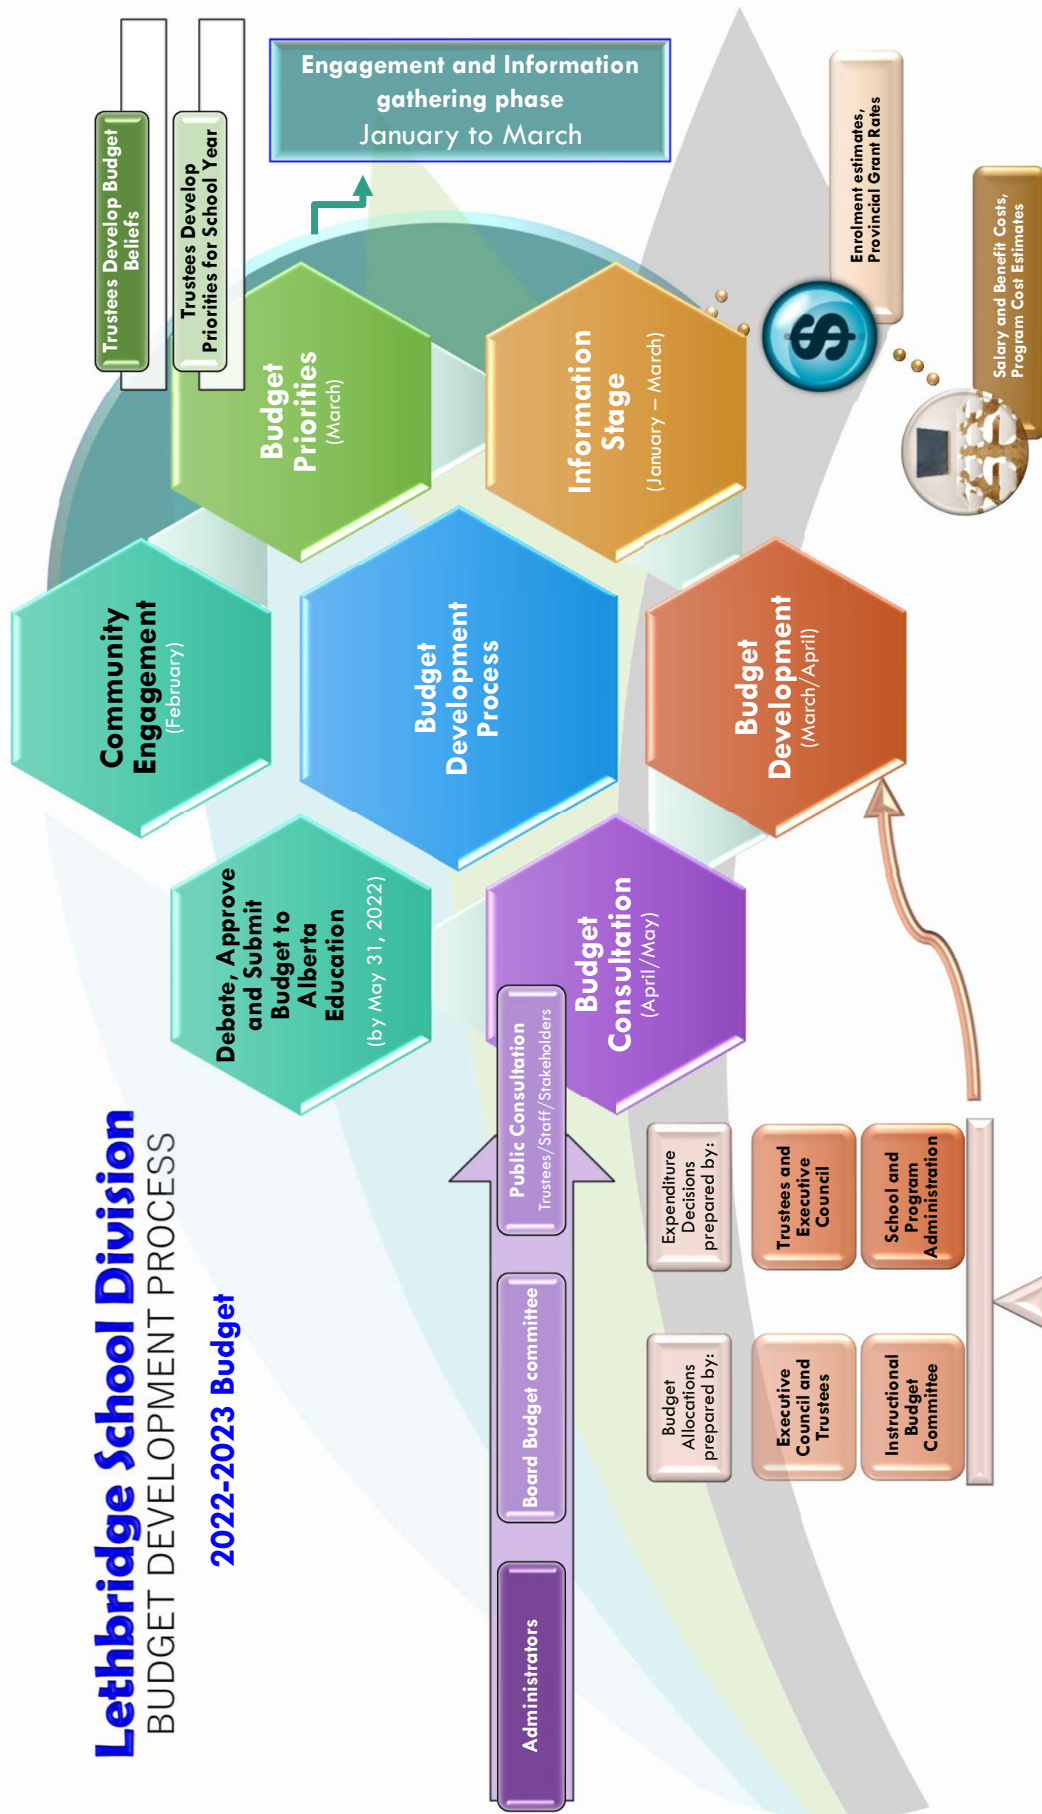 Lethbridge School Division
BUDGET DEVELOPMENT PROCESS
2022-2023 Budget
Community
Engagement
(February)
Debate, Approve
and Submit
Budget to
Alberta
Education
(by May 31, 2022)
Budget
Development
Process
Budget
Priorities
(March)
Trustees Develop Budget
Beliefs
Trustees Develop
Priorities for School Year
Engagement and Information
gathering phase
January to March
Information
Stage
(January – March)
Enrolment estimates,
Provincial Grant Rates
$
Salary and Benefit Costs,
Program Cost Estimates
Budget
Development
(March/April)
Budget
Consultation
(April/May)
Administrators
Board Budget committee
Public Consultation
Trustees/Staff/Stakeholders
Budget
Allocations
prepared by:
Executive
Council and
Trustees
Instructional
Budget
Committee
Expenditure
Decisions
prepared by:
Trustees and
Executive
Council
School and
Program
Administration